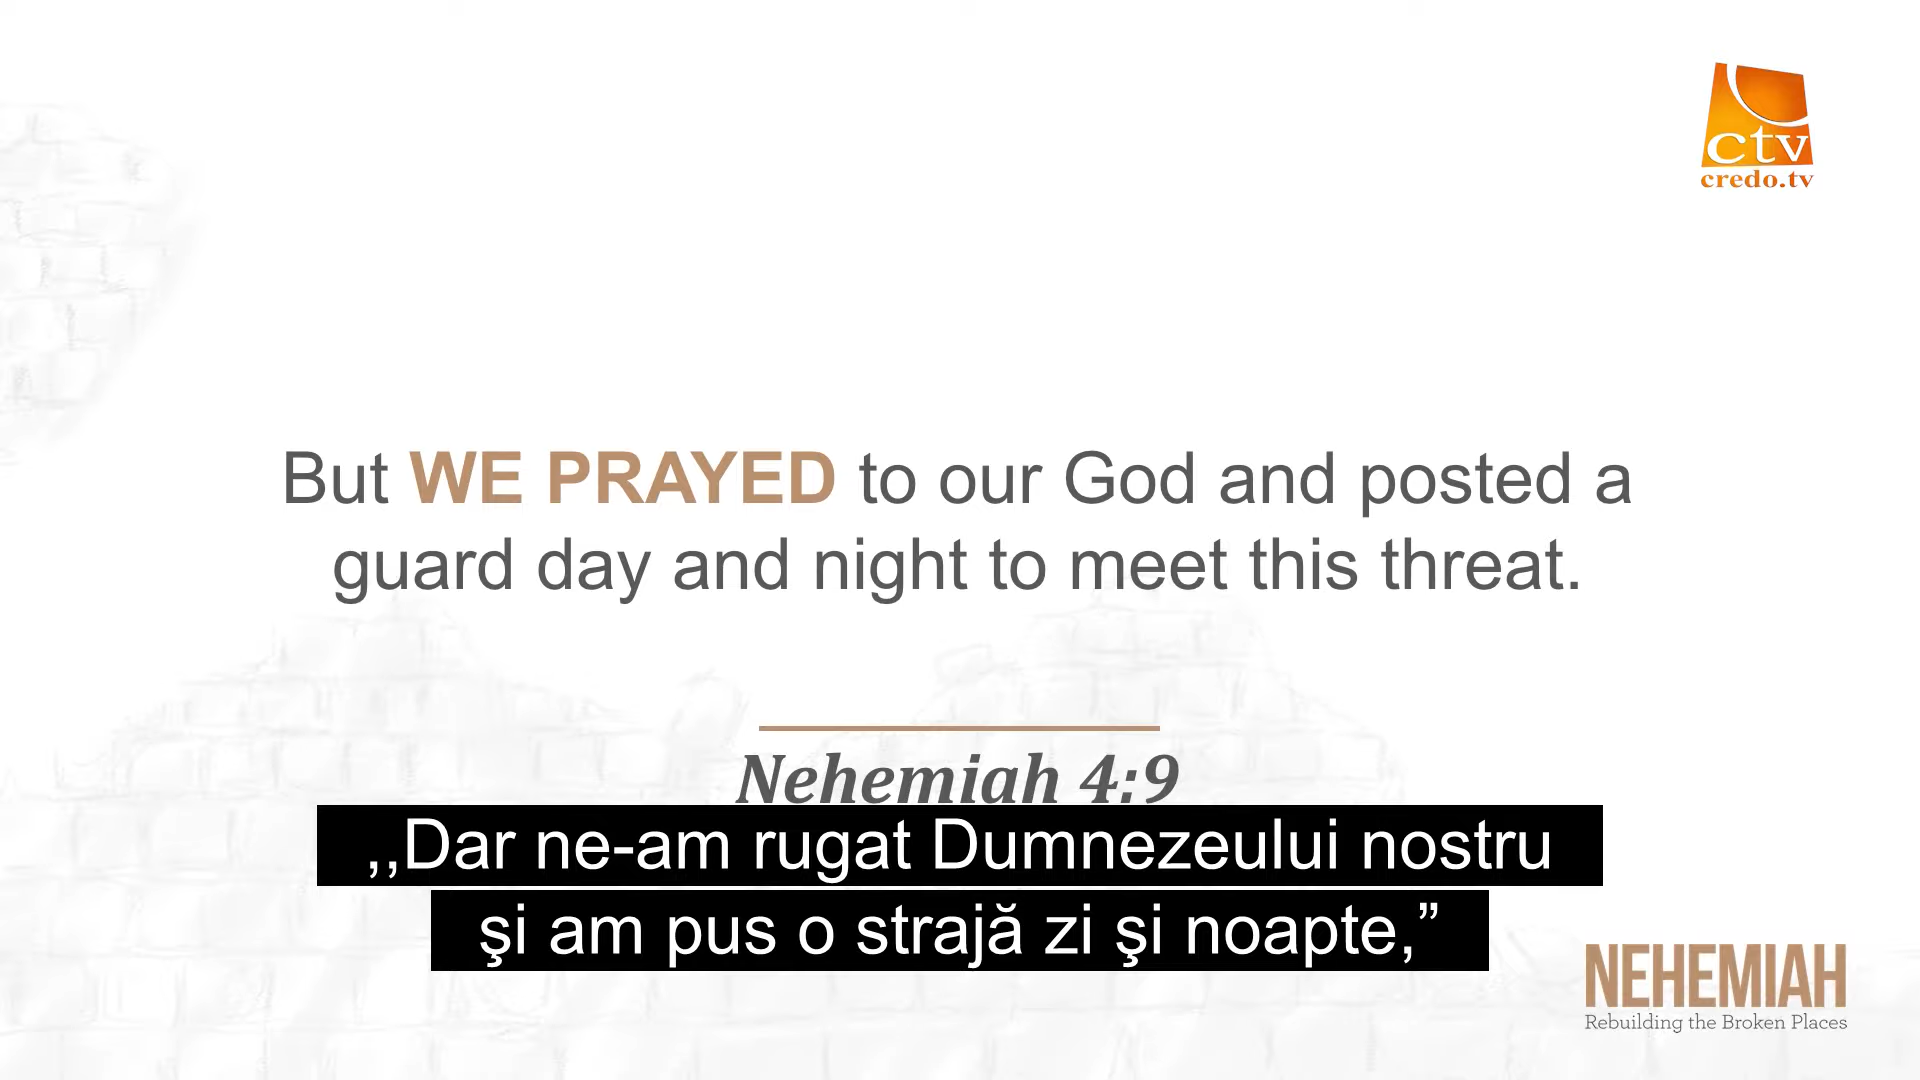 ctv
credo.tv
But WE PRAYED to our God and posted a
guard day and night to meet this threat.
Nehemiah 4:9
,,Dar ne-am rugat Dumnezeului nostru
şi am pus o strajă zi şi noapte,”
NEHEMIAH
Rebuilding the Broken Places